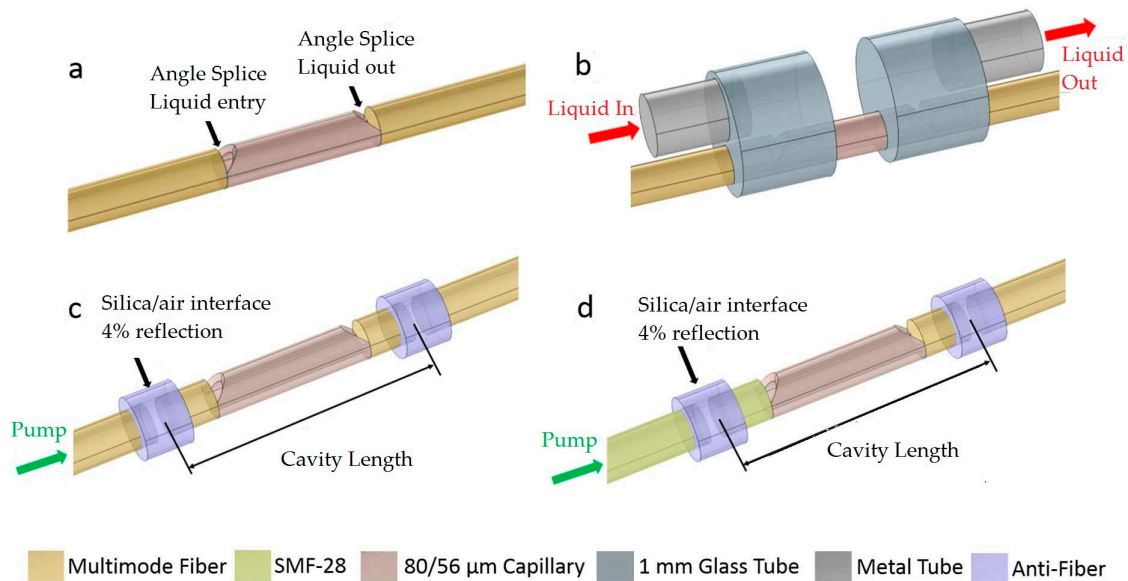 a
Angle Splice
Liquid entry
Angle Splice
Liquid out
b
Liquid In
Liquid
Out
c
Silica/air interface
4% reflection
Pump
Cavity Length
d
Silica/air interface
4% reflection
Pump
Cavity Length
Multimode Fiber
SMF-28
80/56 μm Capillary
1 mm Glass Tube
Metal Tube
Anti-Fiber